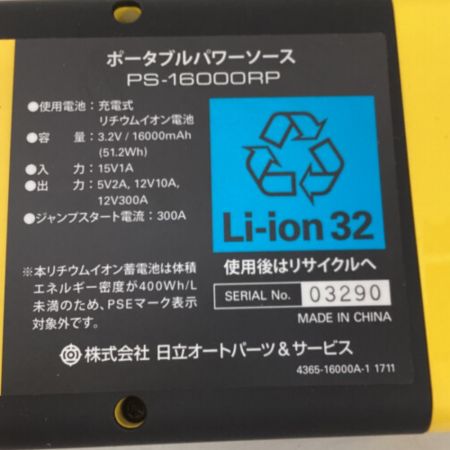 ポータブルパワーソース
PS-16000RP
●使用電池：充電式
リチウムイオン電池
●容　量：3.2V / 16000mAh
(51.2Wh)
●入　力：15V1A
●出　力：5V2A, 12V10A,
12V300A
●ジャンプスタート電流：300A
Li-ion 32
※本リチウムイオン蓄電池は体積
エネルギー密度が400Wh/L
未満のため、PSEマーク表示
対象外です。
使用後はリサイクルへ
SERIAL No. 03290
MADE IN CHINA
株式会社 日立オートパーツ＆サービス
4365-16000A-1 1711